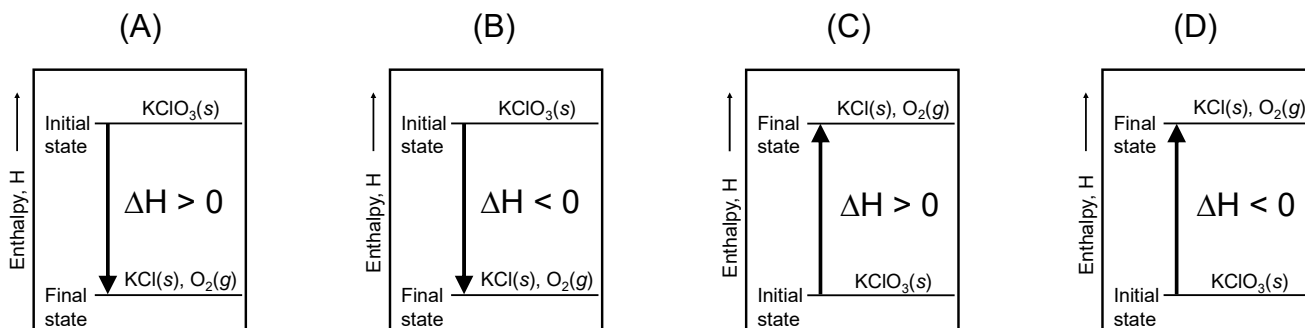 (A)
Enthalpy, H
Initial
state
KClO₃(s)
ΔH > 0
Final
state
KCl(s), O₂(g)
(B)
Enthalpy, H
Initial
state
KClO₃(s)
ΔH < 0
Final
state
KCl(s), O₂(g)
(C)
Enthalpy, H
Final
state
KCl(s), O₂(g)
ΔH > 0
Initial
state
KClO₃(s)
(D)
Enthalpy, H
Final
state
KCl(s), O₂(g)
ΔH < 0
Initial
state
KClO₃(s)